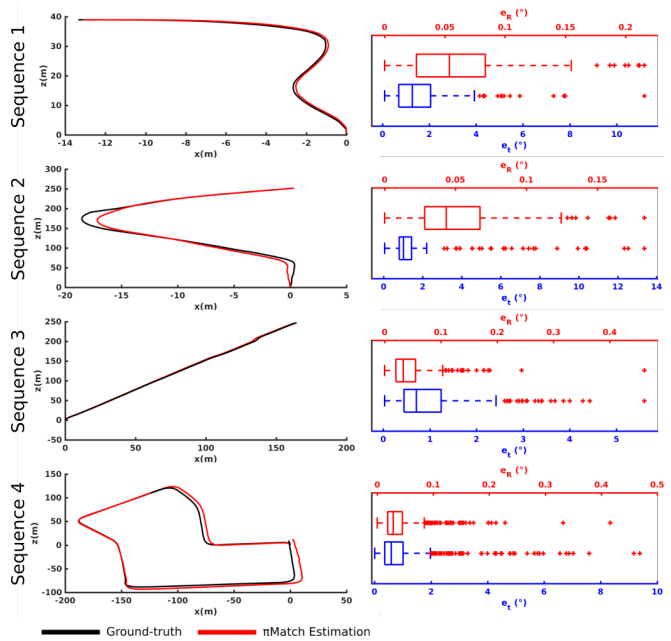 Sequence 1
40
30
20
10
0
z(m)
-14 -12 -10 -8 -6 -4 -2 0
x(m)
e_R (°)
0 0.05 0.1 0.15 0.2
0 2 4 6 8 10
e_t (°)
Sequence 2
300
250
200
150
100
50
0
z(m)
-20 -15 -10 -5 0 5
x(m)
e_R (°)
0 0.05 0.1 0.15
0 2 4 6 8 10 12 14
e_t (°)
Sequence 3
250
200
150
100
50
0
z(m)
0 50 100 150 200
x(m)
e_R (°)
0 0.1 0.2 0.3 0.4
0 1 2 3 4 5
e_t (°)
Sequence 4
150
100
50
0
-50
-100
z(m)
-200 -150 -100 -50 0 50
x(m)
e_R (°)
0 0.1 0.2 0.3 0.4 0.5
0 2 4 6 8 10
e_t (°)
Ground-truth πMatch Estimation